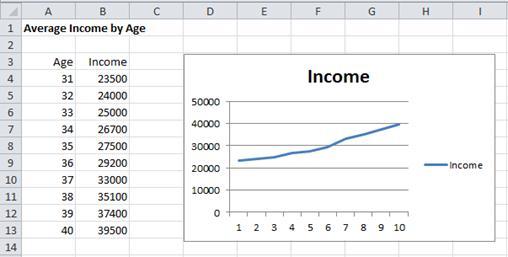 A B C D E F G H I
1 Average Income by Age
2
3 Age Income
4 31 23500
5 32 24000
6 33 25000
7 34 26700
8 35 27500
9 36 29200
10 37 33000
11 38 35100
12 39 37400
13 40 39500
14
Income
50000
40000
30000
20000
10000
0
1 2 3 4 5 6 7 8 9 10
Income